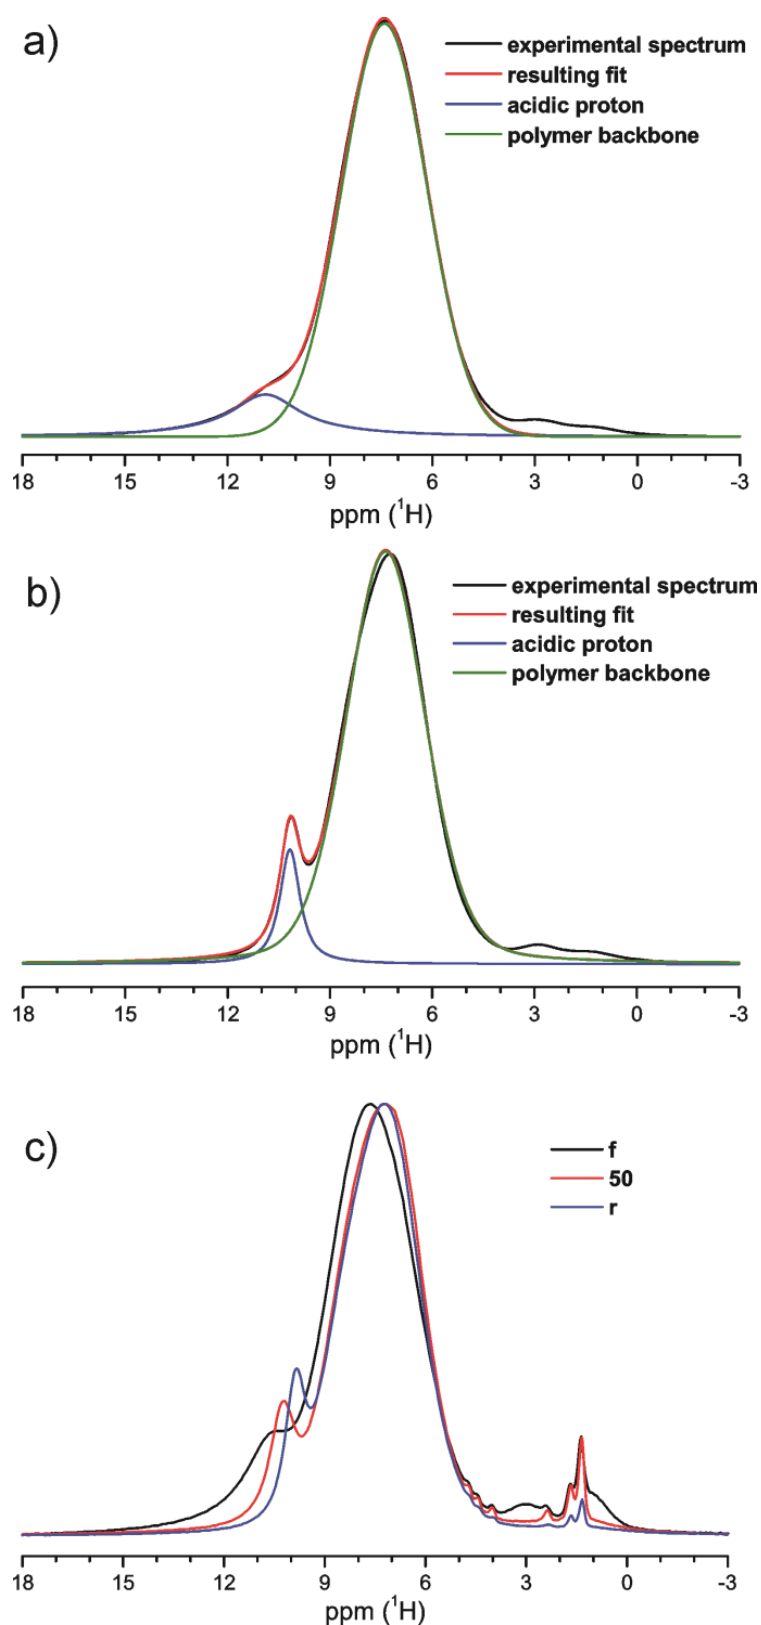 a)
experimental spectrum
resulting fit
acidic proton
polymer backbone
18 15 12 9 6 3 0 -3
ppm (¹H)
b)
experimental spectrum
resulting fit
acidic proton
polymer backbone
18 15 12 9 6 3 0 -3
ppm (¹H)
c)
f
50
r
18 15 12 9 6 3 0 -3
ppm (¹H)